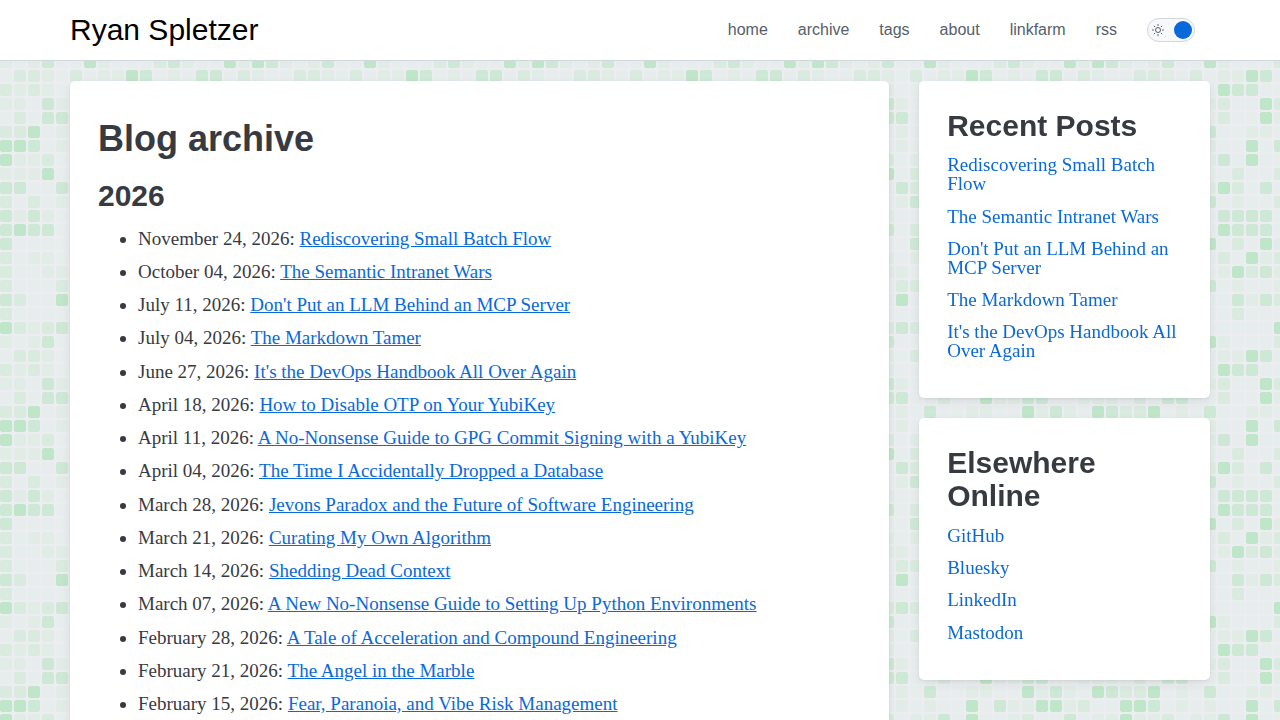 Ryan Spletzer
home archive tags about linkfarm rss
Blog archive
2026
November 24, 2026: Rediscovering Small Batch Flow
October 04, 2026: The Semantic Intranet Wars
July 11, 2026: Don't Put an LLM Behind an MCP Server
July 04, 2026: The Markdown Tamer
June 27, 2026: It's the DevOps Handbook All Over Again
April 18, 2026: How to Disable OTP on Your YubiKey
April 11, 2026: A No-Nonsense Guide to GPG Commit Signing with a YubiKey
April 04, 2026: The Time I Accidentally Dropped a Database
March 28, 2026: Jevons Paradox and the Future of Software Engineering
March 21, 2026: Curating My Own Algorithm
March 14, 2026: Shedding Dead Context
March 07, 2026: A New No-Nonsense Guide to Setting Up Python Environments
February 28, 2026: A Tale of Acceleration and Compound Engineering
February 21, 2026: The Angel in the Marble
February 15, 2026: Fear, Paranoia, and Vibe Risk Management
Recent Posts
Rediscovering Small Batch
Flow
The Semantic Intranet Wars
Don't Put an LLM Behind an
MCP Server
The Markdown Tamer
It's the DevOps Handbook All
Over Again
Elsewhere
Online
GitHub
Bluesky
LinkedIn
Mastodon